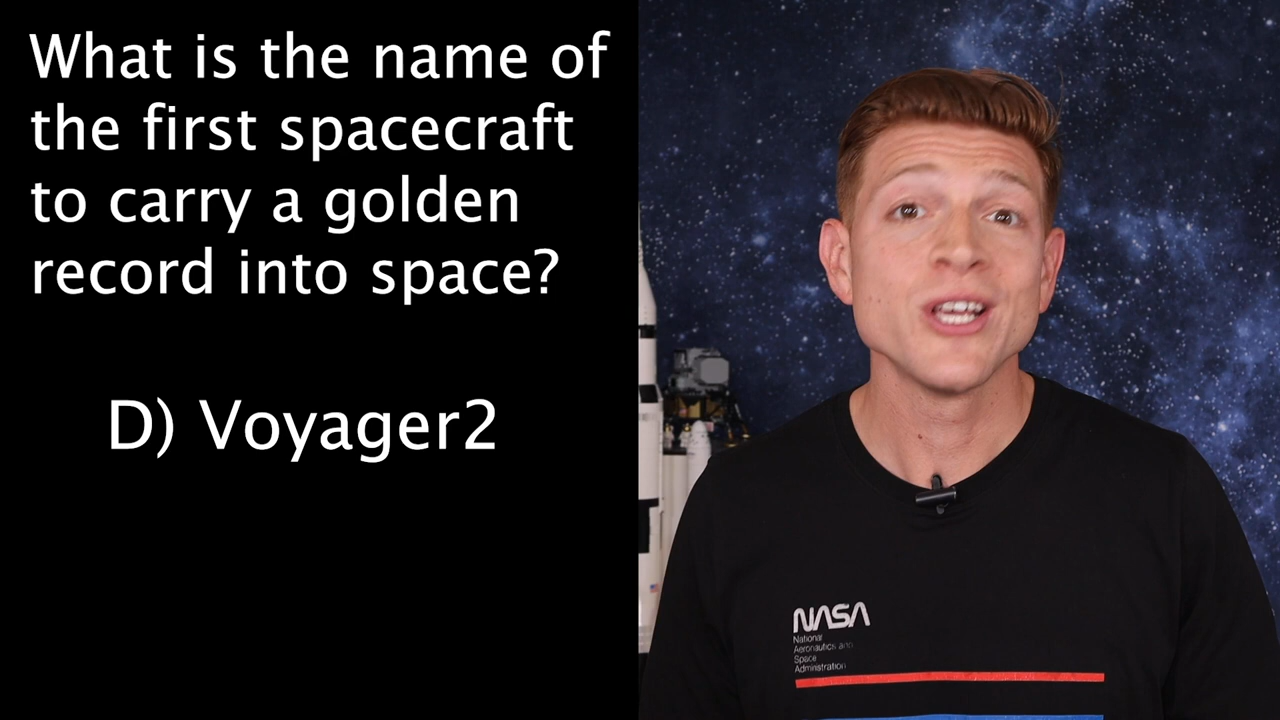 What is the name of
the first spacecraft
to carry a golden
record into space?
D) Voyager2
NASA
National
Aeronautics and
Space
Administration